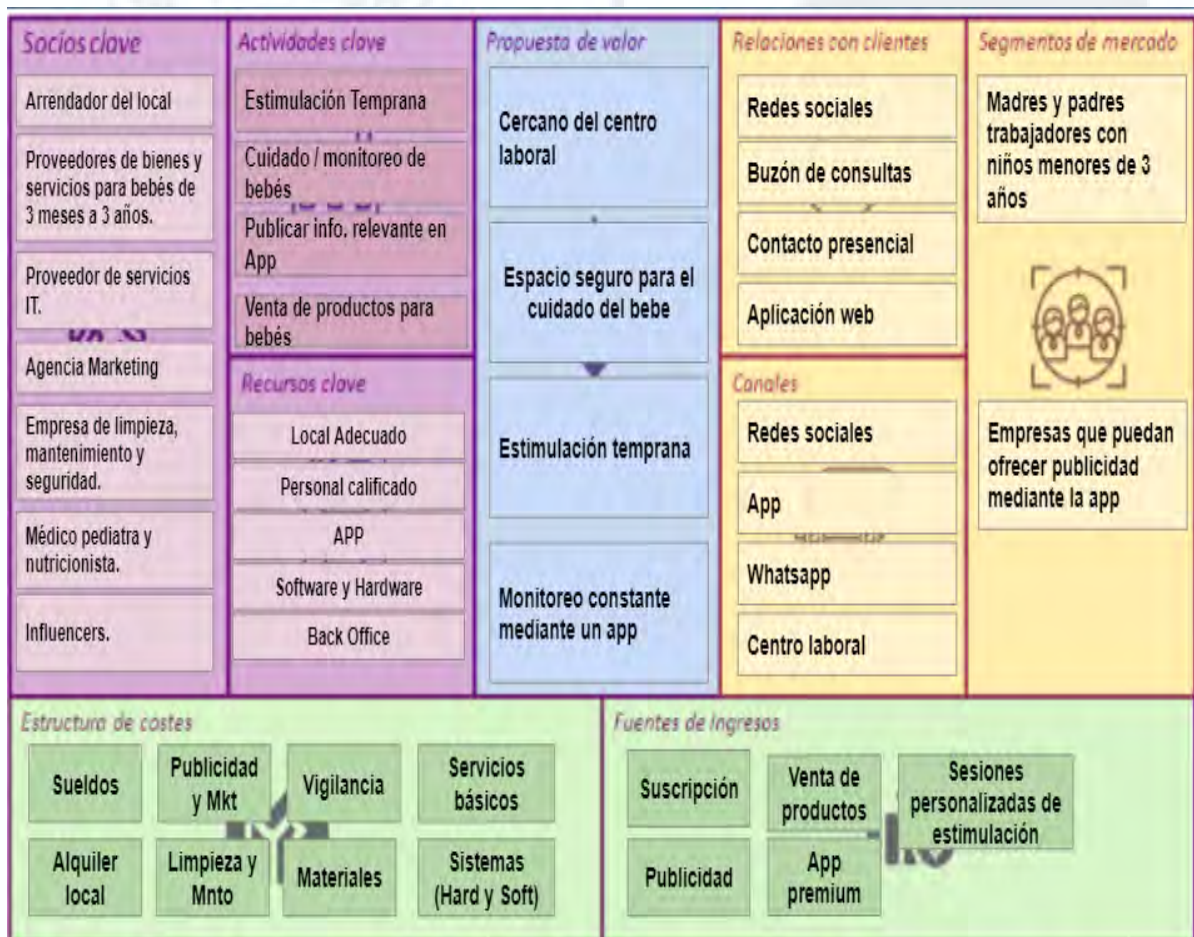 Socios clave
Arrendador del local
Proveedores de bienes y
servicios para bebés de
3 meses a 3 años.
Proveedor de servicios
IT.
Agencia Marketing
Empresa de limpieza,
mantenimiento y
seguridad.
Médico pediatra y
nutricionista.
Influencers.
Actividades clave
Estimulación Temprana
Cuidado / monitoreo de
bebés
Publicar info. relevante en
App
Venta de productos para
bebés
Recursos clave
Local Adecuado
Personal calificado
APP
Software y Hardware
Back Office
Propuesta de valor
Cercano del centro
laboral
Espacio seguro para el
cuidado del bebe
Estimulación temprana
Monitoreo constante
mediante un app
Relaciones con clientes
Redes sociales
Buzón de consultas
Contacto presencial
Aplicación web
Canales
Redes sociales
App
Whatsapp
Centro laboral
Segmentos de mercado
Madres y padres
trabajadores con
niños menores de 3
años
Empresas que puedan
ofrecer publicidad
mediante la app
Estructura de costes
Sueldos
Publicidad
y Mkt
Vigilancia
Servicios
básicos
Alquiler
local
Limpieza y
Mnto
Materiales
Sistemas
(Hard y Soft)
Fuentes de Ingresos
Suscripción
Venta de
productos
Sesiones
personalizadas de
estimulación
Publicidad
App
premium